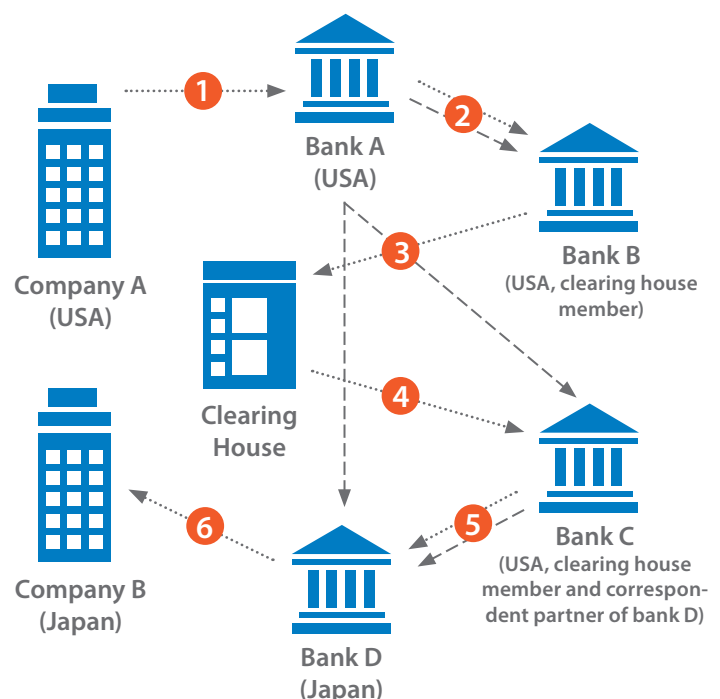 1
Bank A
(USA)
2
Company A
(USA)
3
Bank B
(USA, clearing house
member)
Clearing
House
4
Company B
(Japan)
6
5
Bank C
(USA, clearing house
member and correspon-
dent partner of bank D)
Bank D
(Japan)